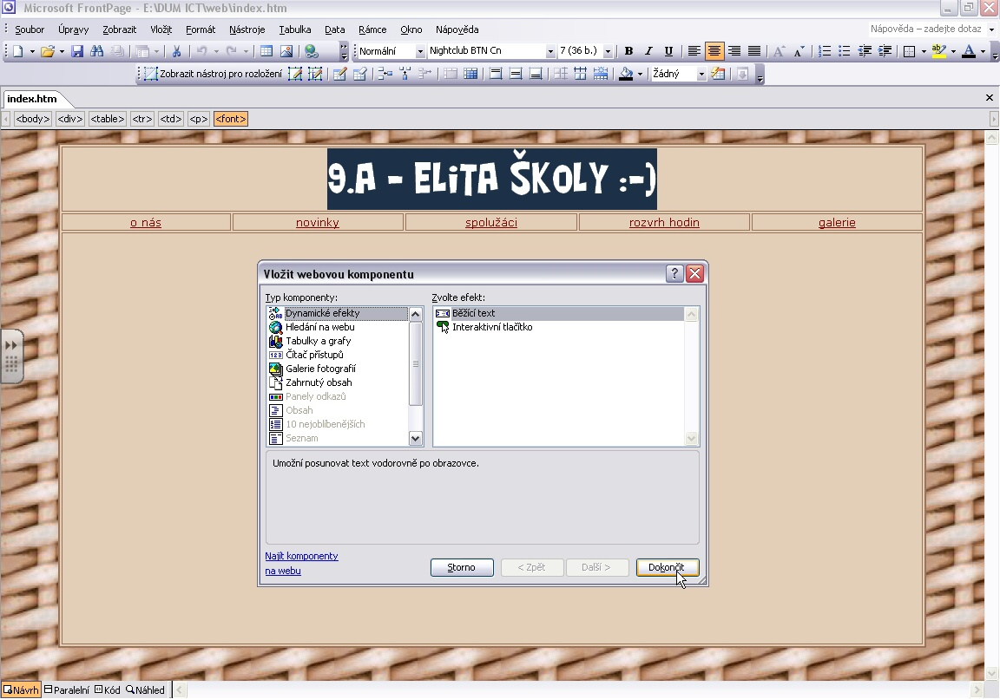 Microsoft FrontPage - E:\DUM ICT\web\index.htm
Soubor Úpravy Zobrazit Vložit Formát Nástroje Tabulka Data Rámce Okno Nápověda Nápověda – zadejte dotaz
Normální Nightclub BTN Cn 7 (36 b.) B I U A A ab A
Zobrazit nástroj pro rozložení Žádný
index.htm
<body> <div> <table> <tr> <td> <p> <font>
9.A - ELITA ŠKOLY :-)
o nás novinky spolužáci rozvrh hodin galerie
Vložit webovou komponentu
Typ komponenty: Zvolte efekt:
Dynamické efekty Běžící text
Hledání na webu Interaktivní tlačítko
Tabulky a grafy
Čítač přístupů
Galerie fotografií
Zahrnutý obsah
Panely odkazů
Obsah
10 nejoblíbenějších
Seznam
Umožní posunovat text vodorovně po obrazovce.
Najít komponenty
na webu
Storno < Zpět Další > Dokončit
Návrh Paralelní Kód Náhled